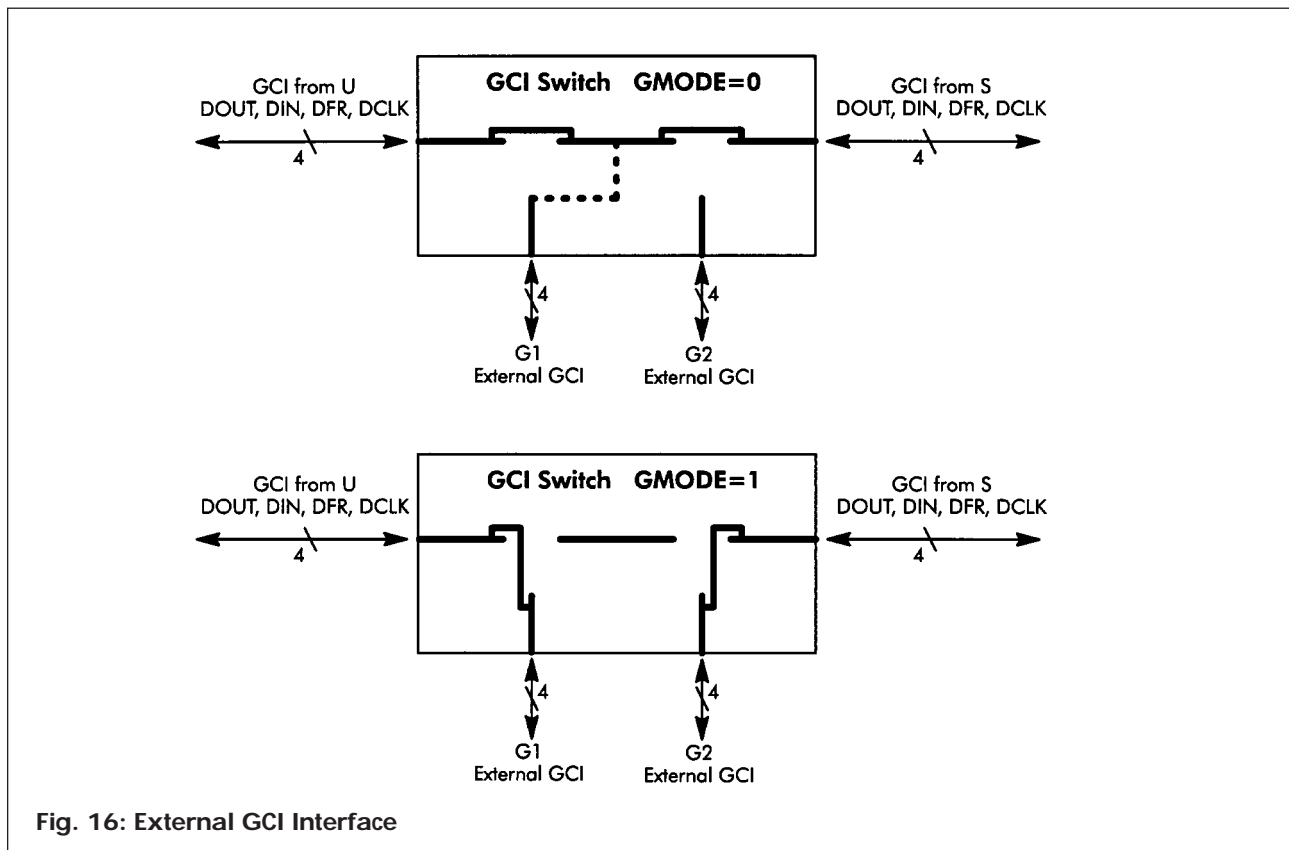 GCI Switch GMODE=0
GCI from U
DOUT, DIN, DFR, DCLK
4
GCI from S
DOUT, DIN, DFR, DCLK
4
4
G1
External GCI
4
G2
External GCI
GCI Switch GMODE=1
GCI from U
DOUT, DIN, DFR, DCLK
4
GCI from S
DOUT, DIN, DFR, DCLK
4
4
G1
External GCI
4
G2
External GCI
Fig. 16: External GCI Interface